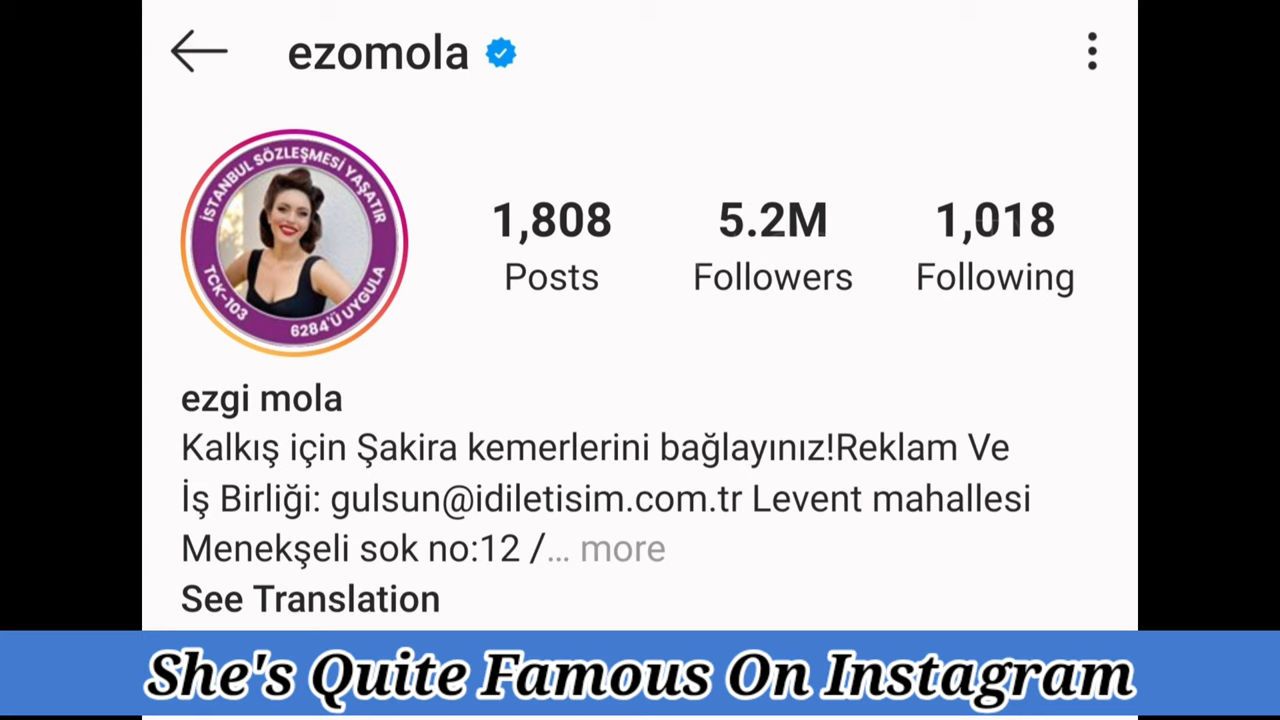 ezomola
İSTANBUL SÖZLEŞMESİ YAŞATIR
TCK-103
6284'Ü UYGULA
1,808
Posts
5.2M
Followers
1,018
Following
ezgi mola
Kalkış için Şakira kemerlerini bağlayınız!Reklam Ve
İş Birliği: gulsun@idiletisim.com.tr Levent mahallesi
Menekşeli sok no:12 /... more
See Translation
She's Quite Famous On Instagram